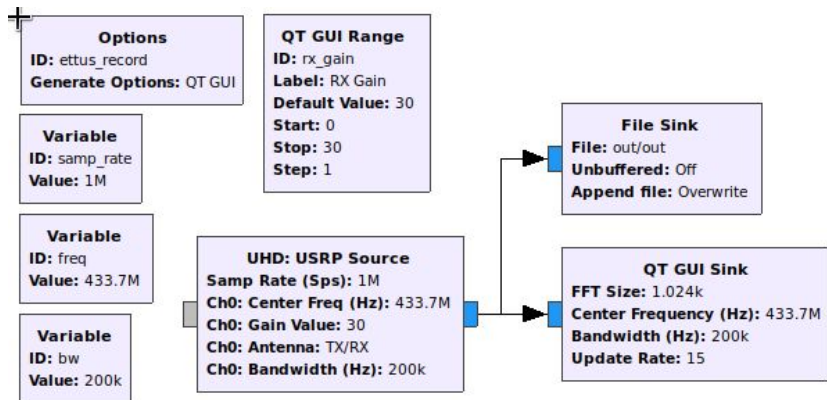 Options
ID: ettus_record
Generate Options: QT GUI
Variable
ID: samp_rate
Value: 1M
Variable
ID: freq
Value: 433.7M
Variable
ID: bw
Value: 200k
QT GUI Range
ID: rx_gain
Label: RX Gain
Default Value: 30
Start: 0
Stop: 30
Step: 1
UHD: USRP Source
Samp Rate (Sps): 1M
Ch0: Center Freq (Hz): 433.7M
Ch0: Gain Value: 30
Ch0: Antenna: TX/RX
Ch0: Bandwidth (Hz): 200k
File Sink
File: out/out
Unbuffered: Off
Append file: Overwrite
QT GUI Sink
FFT Size: 1.024k
Center Frequency (Hz): 433.7M
Bandwidth (Hz): 200k
Update Rate: 15